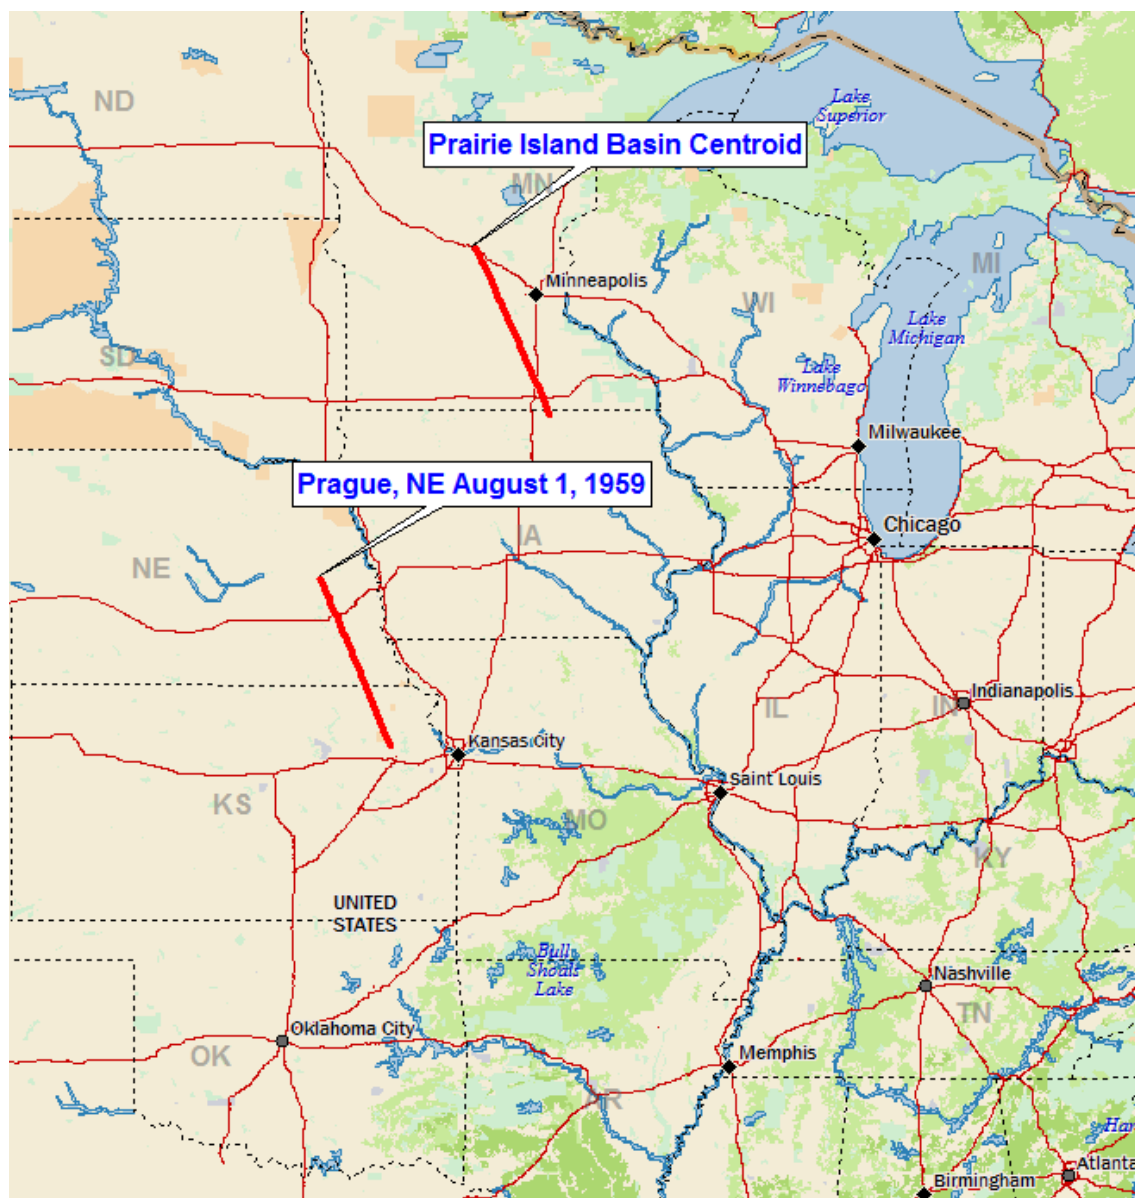 ND
Lake
Superior
Prairie Island Basin Centroid
MN
MI
Minneapolis
WI
Lake
Michigan
SD
Lake
Winnebago
Milwaukee
Prague, NE August 1, 1959
Chicago
IA
NE
Indianapolis
IL
IN
Kansas City
Saint Louis
KS
MO
KY
UNITED
STATES
Bull
Shoals
Lake
Nashville
TN
Oklahoma City
OK
Memphis
AR
Har
Atlanta
Birmingham